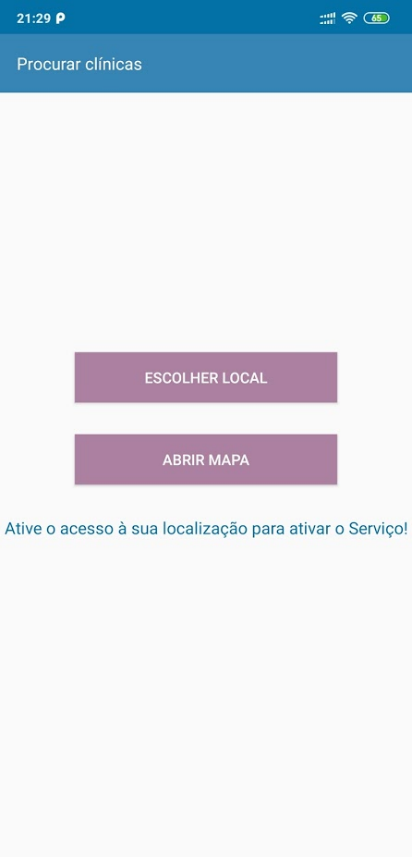 21:29 P 65
Procurar clínicas
ESCOLHER LOCAL
ABRIR MAPA
Ative o acesso à sua localização para ativar o Serviço!